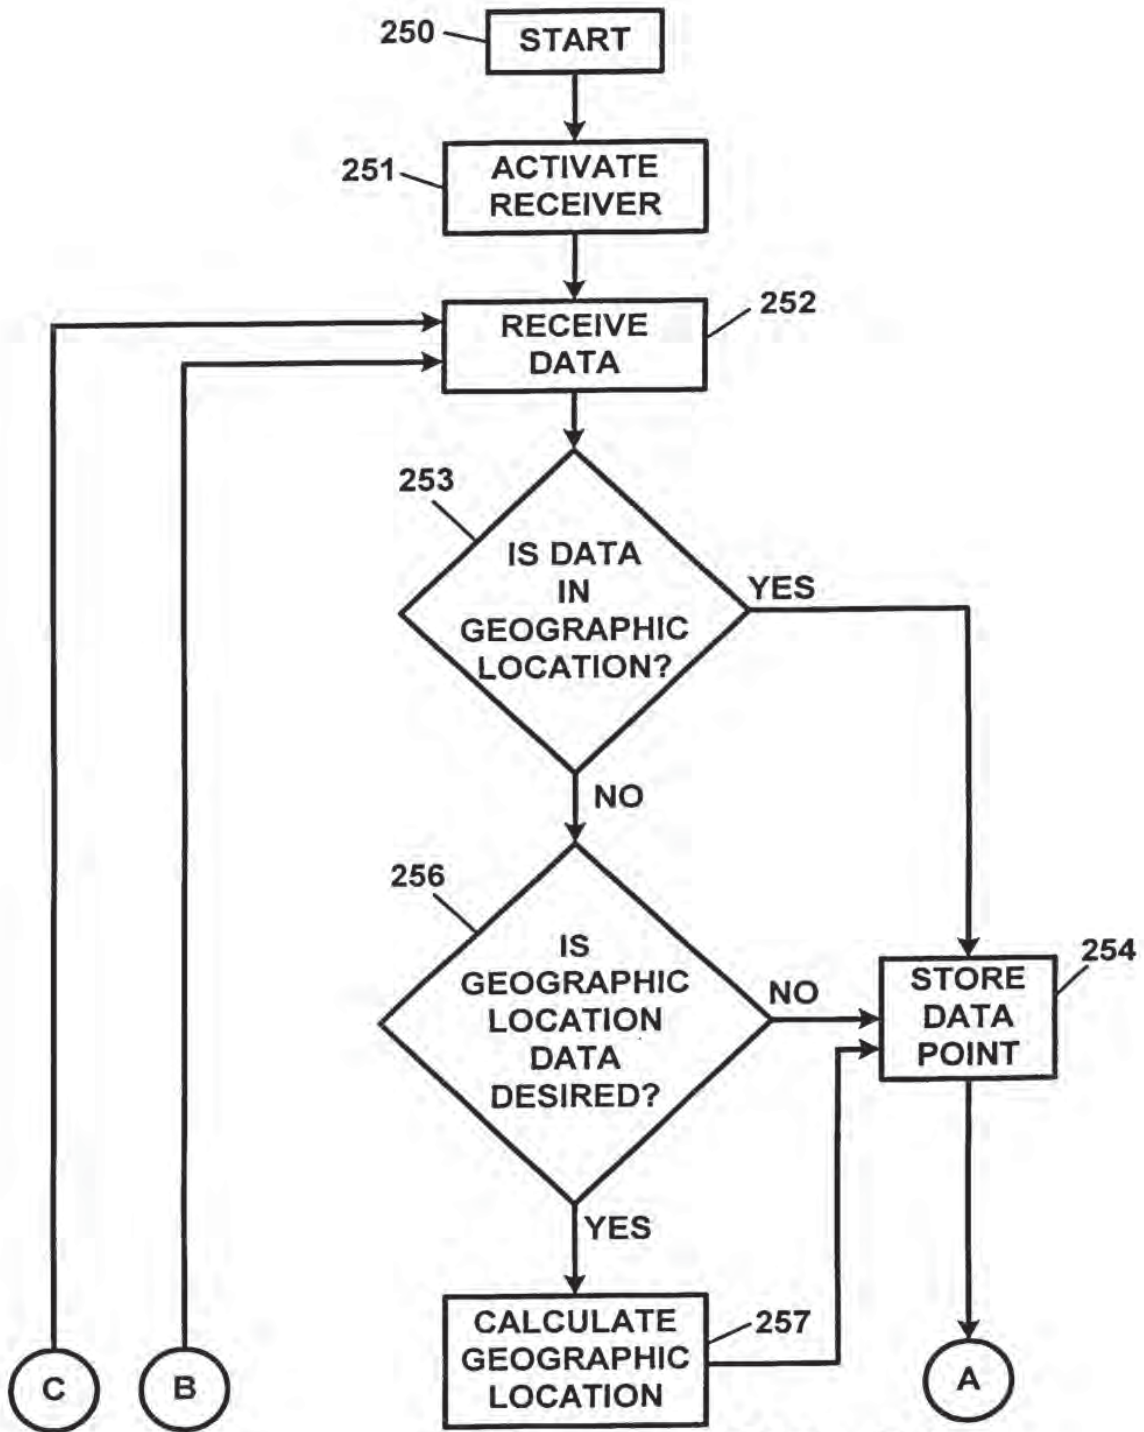 250
START
251
ACTIVATE
RECEIVER
252
RECEIVE
DATA
253
IS DATA
IN
GEOGRAPHIC
LOCATION?
YES
NO
256
IS
GEOGRAPHIC
LOCATION
DATA
DESIRED?
NO
254
STORE
DATA
POINT
YES
CALCULATE
GEOGRAPHIC
LOCATION
257
C
B
A